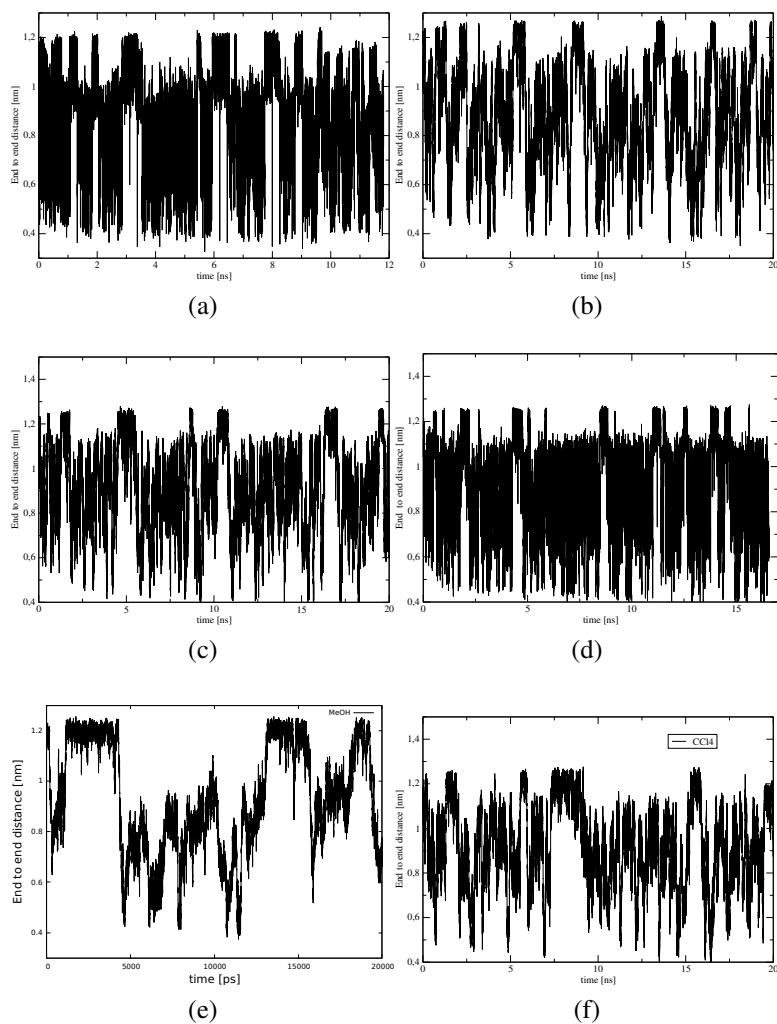 1,2
1
0,8
0,6
0,4
End to end distance [nm]
0 2 4 6 8 10 12
time [ns]
(a)
1,2
1
0,8
0,6
0,4
End to end distance [nm]
0 5 10 15 20
time [ns]
(b)
1,4
1,2
1
0,8
0,6
0,4
End to end distance [nm]
0 5 10 15 20
time [ns]
(c)
1,4
1,2
1
0,8
0,6
0,4
End to end distance [nm]
0 5 10 15
time [ns]
(d)
MeOH
1.2
1
0.8
0.6
0.4
End to end distance [nm]
0 5000 10000 15000 20000
time [ps]
(e)
CCl4
1,4
1,2
1
0,8
0,6
0,4
End to end distance [nm]
0 5 10 15 20
time [ns]
(f)